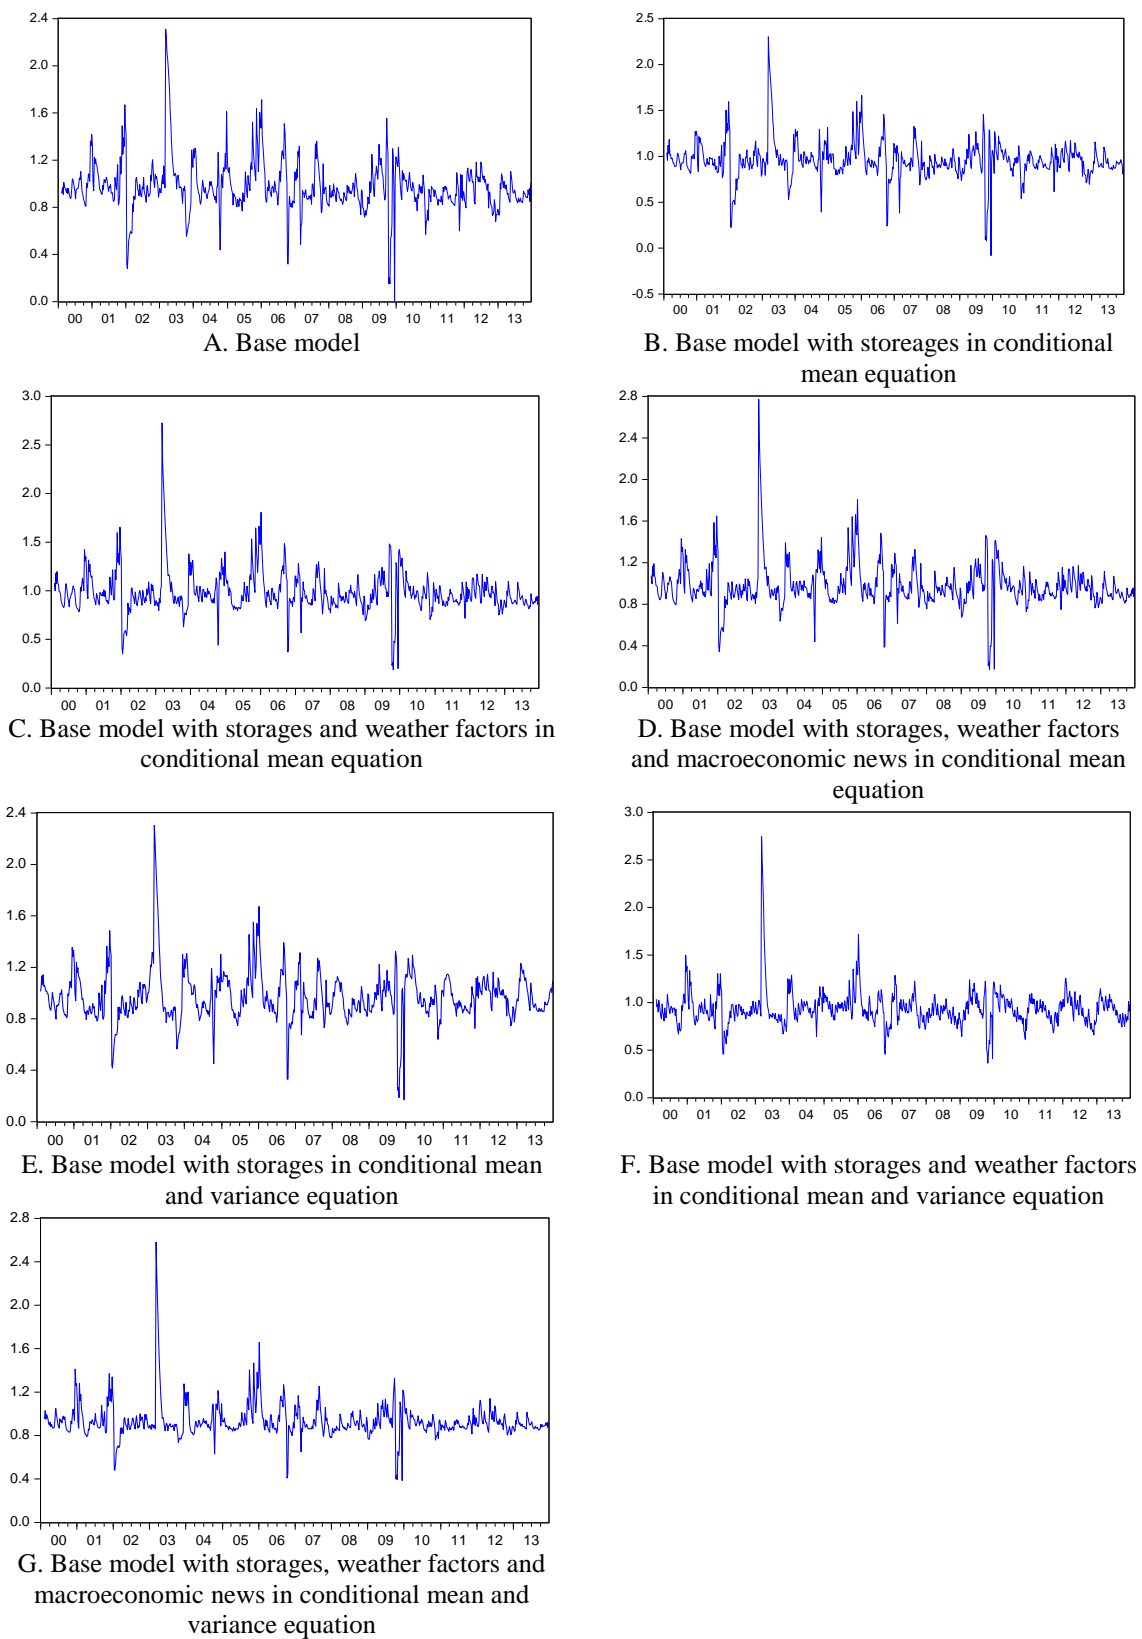 2.4
2.0
1.6
1.2
0.8
0.4
0.0
00 01 02 03 04 05 06 07 08 09 10 11 12 13
A. Base model
2.5
2.0
1.5
1.0
0.5
0.0
-0.5
00 01 02 03 04 05 06 07 08 09 10 11 12 13
B. Base model with storeages in conditional
mean equation
3.0
2.5
2.0
1.5
1.0
0.5
0.0
00 01 02 03 04 05 06 07 08 09 10 11 12 13
C. Base model with storages and weather factors in
conditional mean equation
2.8
2.4
2.0
1.6
1.2
0.8
0.4
0.0
00 01 02 03 04 05 06 07 08 09 10 11 12 13
D. Base model with storages, weather factors
and macroeconomic news in conditional mean
equation
2.4
2.0
1.6
1.2
0.8
0.4
0.0
00 01 02 03 04 05 06 07 08 09 10 11 12 13
E. Base model with storages in conditional mean
and variance equation
3.0
2.5
2.0
1.5
1.0
0.5
0.0
00 01 02 03 04 05 06 07 08 09 10 11 12 13
F. Base model with storages and weather factors
in conditional mean and variance equation
2.8
2.4
2.0
1.6
1.2
0.8
0.4
0.0
00 01 02 03 04 05 06 07 08 09 10 11 12 13
G. Base model with storages, weather factors and
macroeconomic news in conditional mean and
variance equation